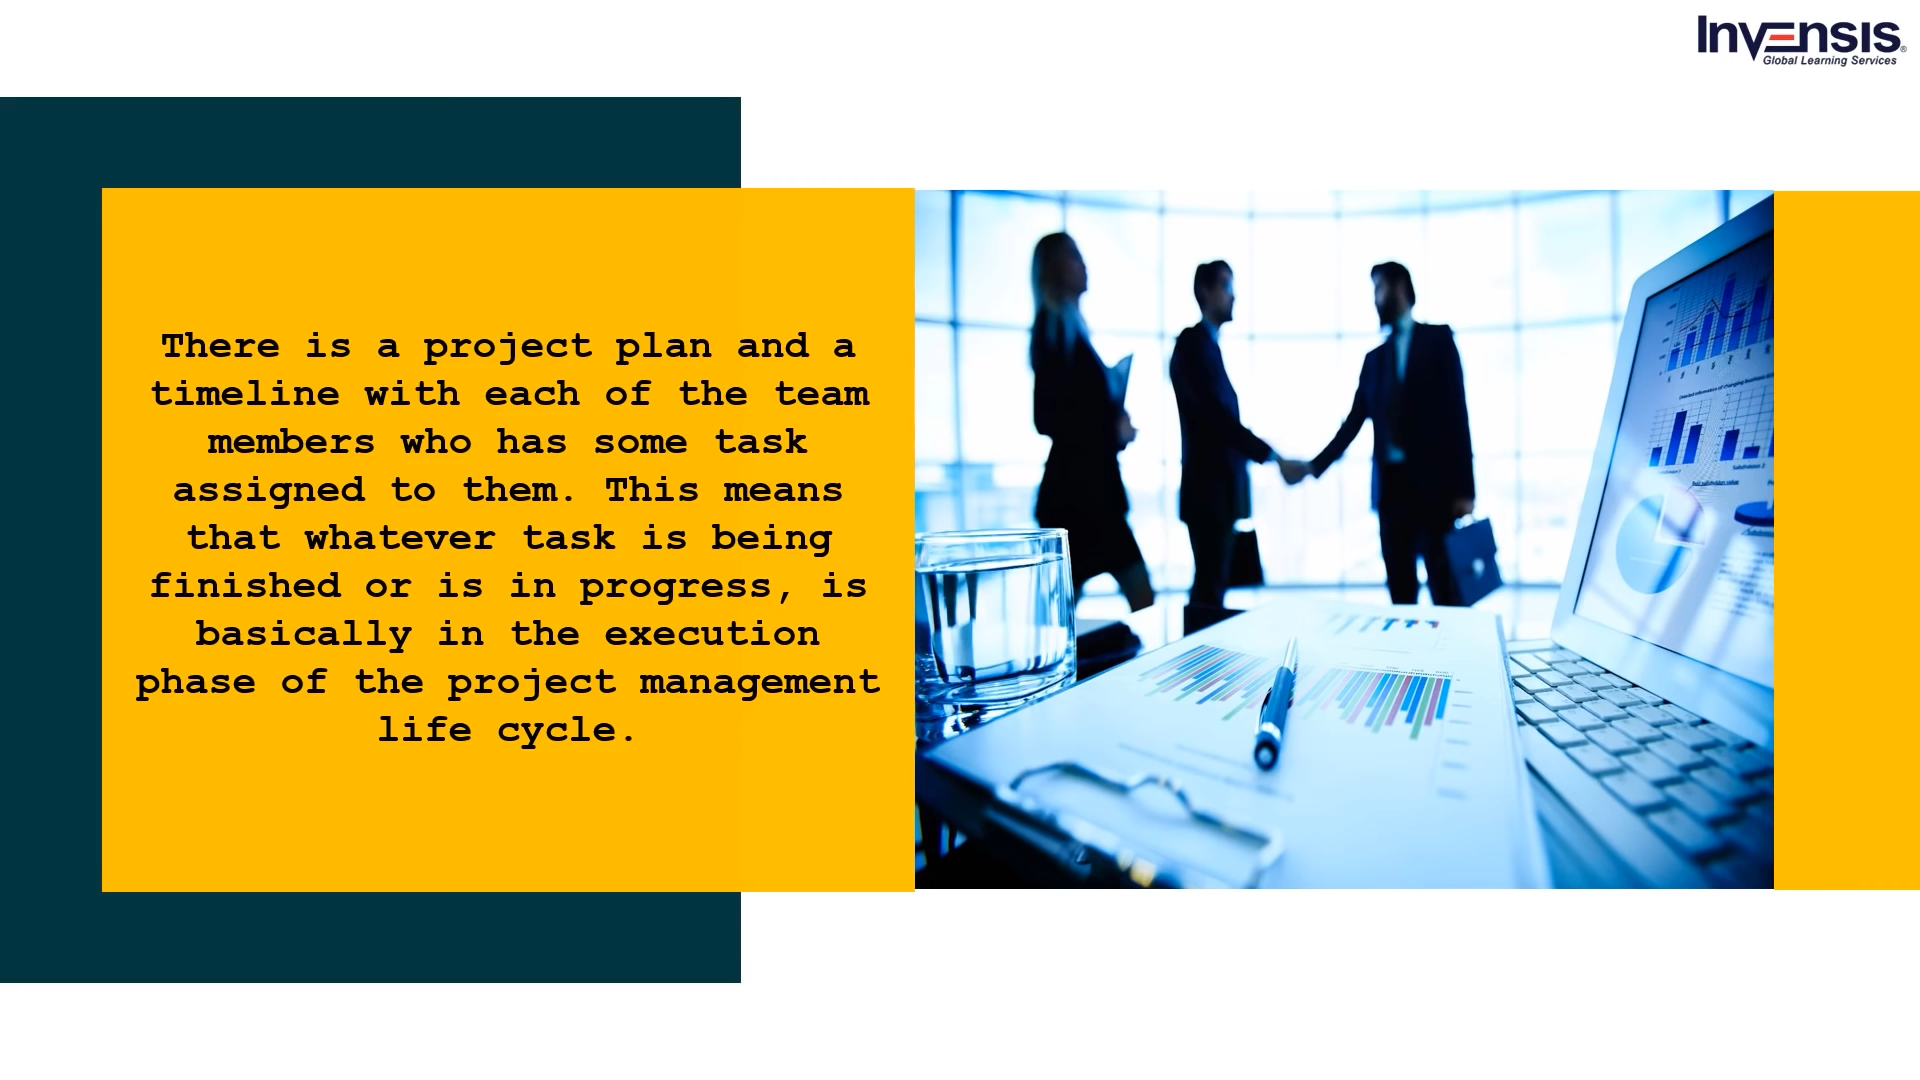 Invensis®
Global Learning Services
There is a project plan and a
timeline with each of the team
members who has some task
assigned to them. This means
that whatever task is being
finished or is in progress, is
basically in the execution
phase of the project management
life cycle.